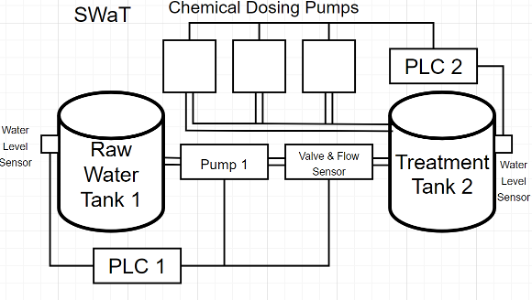 SWaT
Chemical Dosing Pumps
PLC 2
Water
Level
Sensor
Raw
Water
Tank 1
Pump 1
Valve & Flow
Sensor
Treatment
Tank 2
Water
Level
Sensor
PLC 1